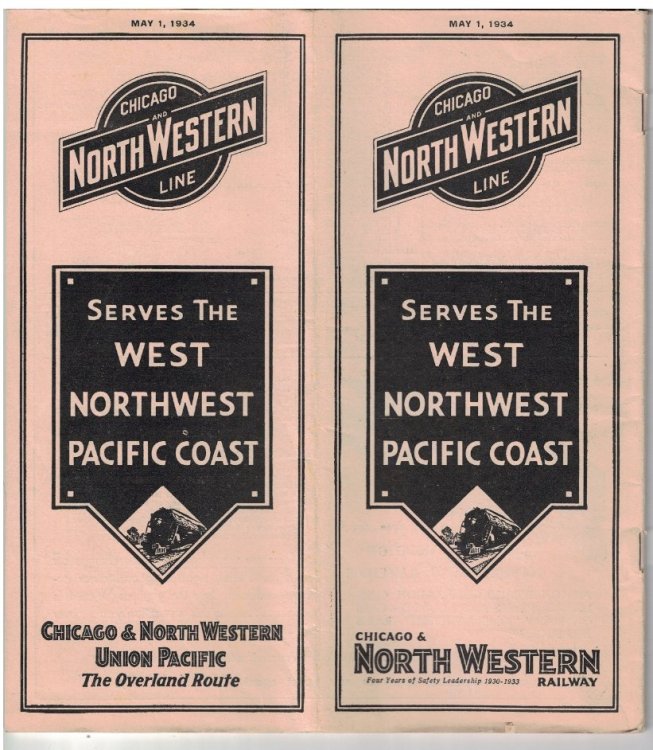 MAY 1, 1934
CHICAGO
AND
NORTH WESTERN
LINE
SERVES THE
WEST
NORTHWEST
PACIFIC COAST
CHICAGO & NORTH WESTERN
UNION PACIFIC
The Overland Route
MAY 1, 1934
CHICAGO
AND
NORTH WESTERN
LINE
SERVES THE
WEST
NORTHWEST
PACIFIC COAST
CHICAGO &
NORTH WESTERN
Four Years of Safety Leadership 1930-1933 RAILWAY